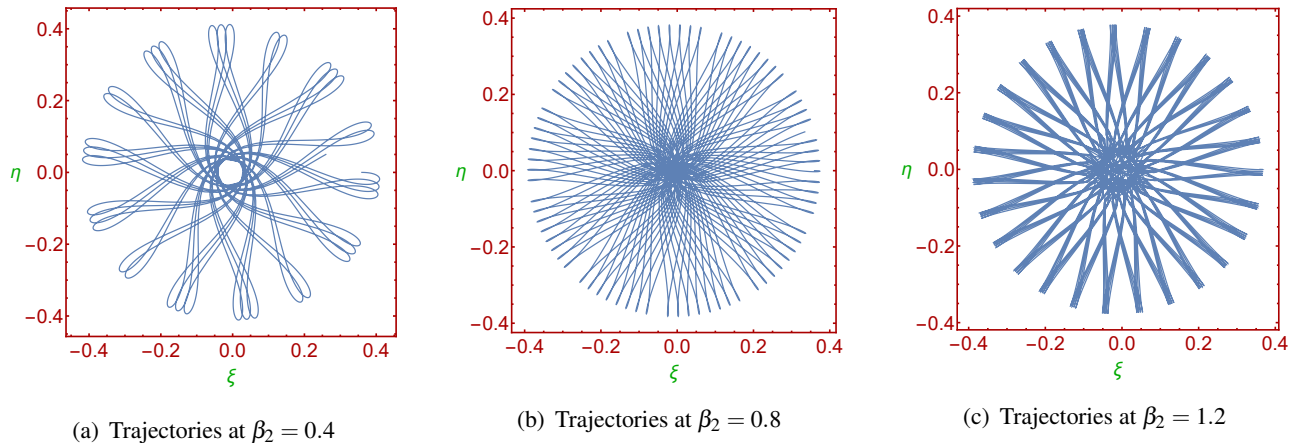 0.4
0.2
0.0
−0.2
−0.4
η
−0.4 −0.2 0.0 0.2 0.4
ξ
(a) Trajectories at β₂ = 0.4
0.4
0.2
0.0
−0.2
−0.4
η
−0.4 −0.2 0.0 0.2 0.4
ξ
(b) Trajectories at β₂ = 0.8
0.4
0.2
0.0
−0.2
−0.4
η
−0.4 −0.2 0.0 0.2 0.4
ξ
(c) Trajectories at β₂ = 1.2